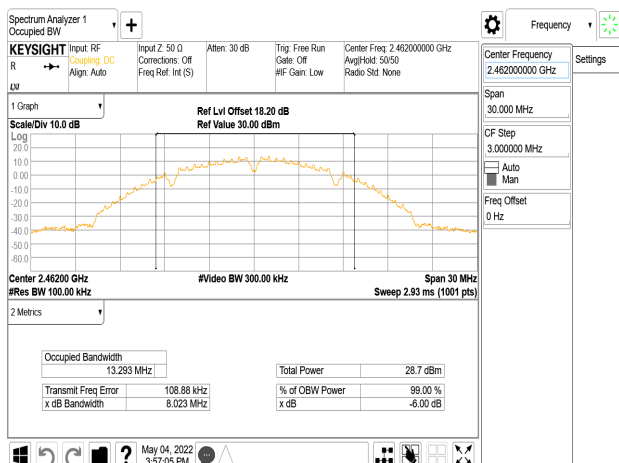 Spectrum Analyzer 1
Occupied BW
Frequency
KEYSIGHT
R
Input: RF
Coupling: DC
Align: Auto
Input Z: 50 Ω
Corrections: Off
Freq Ref: Int (S)
Atten: 30 dB
Trig: Free Run
Gate: Off
#IF Gain: Low
Center Freq: 2.462000000 GHz
Avg|Hold: 50/50
Radio Std: None
Center Frequency
2.462000000 GHz
Settings
Span
30.000 MHz
CF Step
3.000000 MHz
Auto
Man
Freq Offset
0 Hz
1 Graph
Ref Lvl Offset 18.20 dB
Scale/Div 10.0 dB
Ref Value 30.00 dBm
Log
20.0
10.0
0.00
-10.0
-20.0
-30.0
-40.0
-50.0
-60.0
Center 2.46200 GHz
#Video BW 300.00 kHz
Span 30 MHz
#Res BW 100.00 kHz
Sweep 2.93 ms (1001 pts)
2 Metrics
Occupied Bandwidth
13.293 MHz
Total Power 28.7 dBm
Transmit Freq Error 108.88 kHz
% of OBW Power 99.00 %
x dB Bandwidth 8.023 MHz
x dB -6.00 dB
?
May 04, 2022
3:57:05 PM